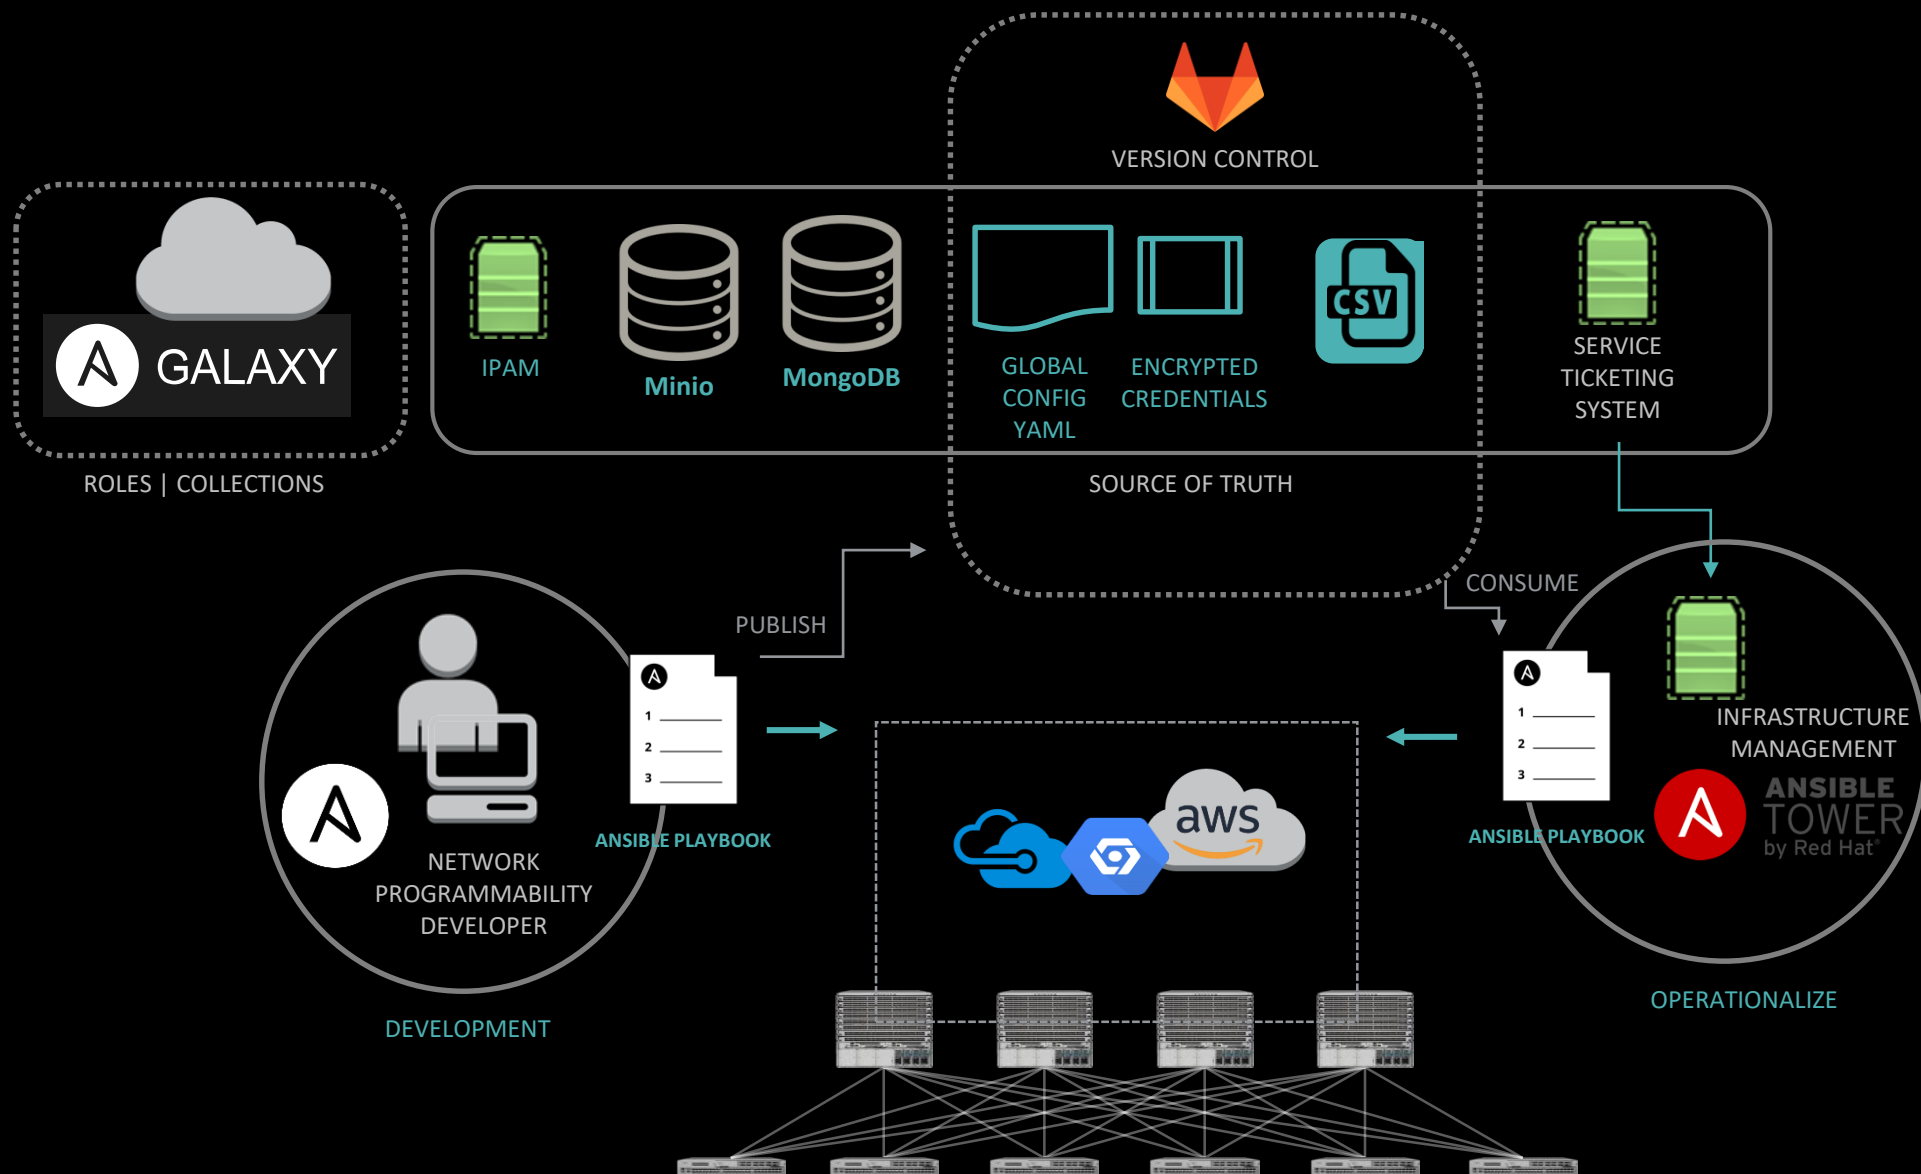 VERSION CONTROL
GALAXY
ROLES | COLLECTIONS
IPAM
Minio
MongoDB
GLOBAL
CONFIG
YAML
ENCRYPTED
CREDENTIALS
CSV
SERVICE
TICKETING
SYSTEM
SOURCE OF TRUTH
PUBLISH
CONSUME
1
2
3
ANSIBLE PLAYBOOK
NETWORK
PROGRAMMABILITY
DEVELOPER
DEVELOPMENT
aws
1
2
3
ANSIBLE PLAYBOOK
INFRASTRUCTURE
MANAGEMENT
ANSIBLE
TOWER
by Red Hat®
OPERATIONALIZE